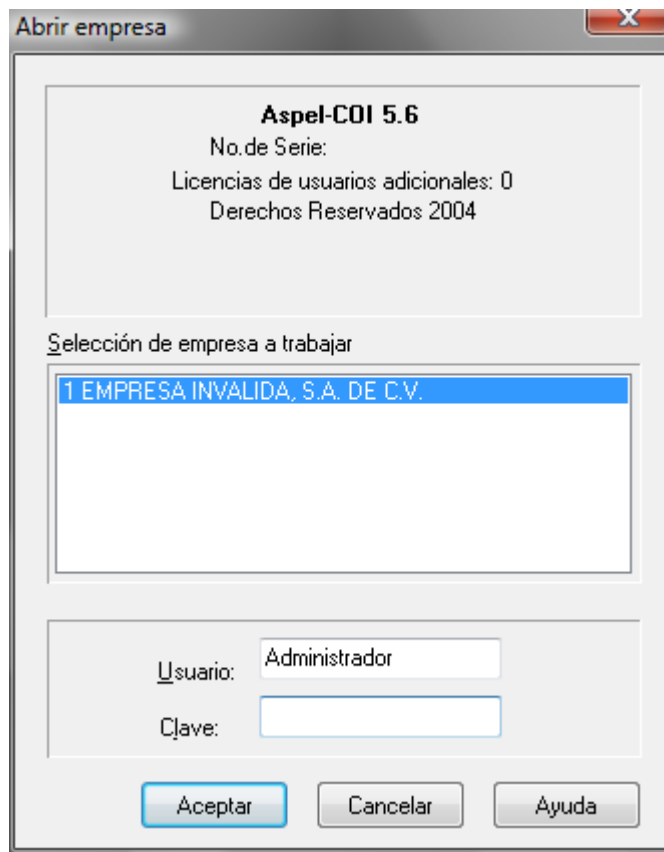 Abrir empresa
Aspel-COI 5.6
No.de Serie:
Licencias de usuarios adicionales: 0
Derechos Reservados 2004
Selección de empresa a trabajar
1 EMPRESA INVALIDA, S.A. DE C.V.
Usuario: Administrador
Clave:
Aceptar Cancelar Ayuda